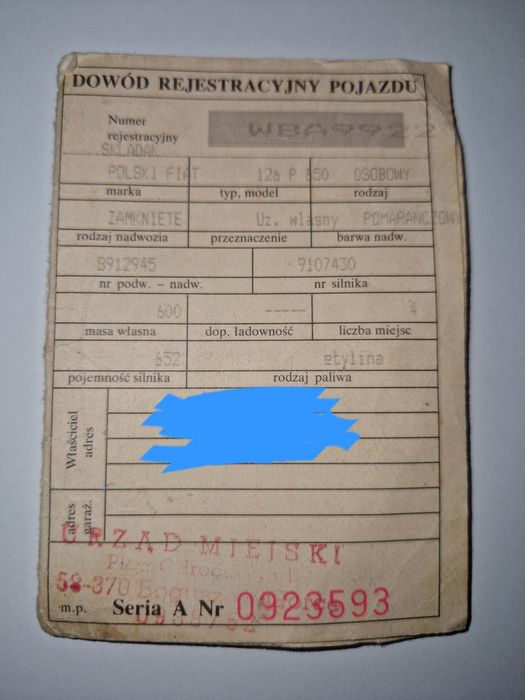 DOWÓD REJESTRACYJNY POJAZDU
Numer
rejestracyjny
WBA9922
SKŁADAK
POLSKI FIAT 126 P 650 OSOBOWY
marka typ, model rodzaj
ZAMKNIĘTE Uż. własny POMARAŃCZOWY
rodzaj nadwozia przeznaczenie barwa nadw.
8912945 9107430
nr podw. – nadw. nr silnika
600 ----- 4
masa własna dop. ładowność liczba miejsc
652 etylina
pojemność silnika rodzaj paliwa
Właściciel
adres
adres
garaż.
URZĄD MIEJSKI
58-370
m.p. Seria A Nr 0923593